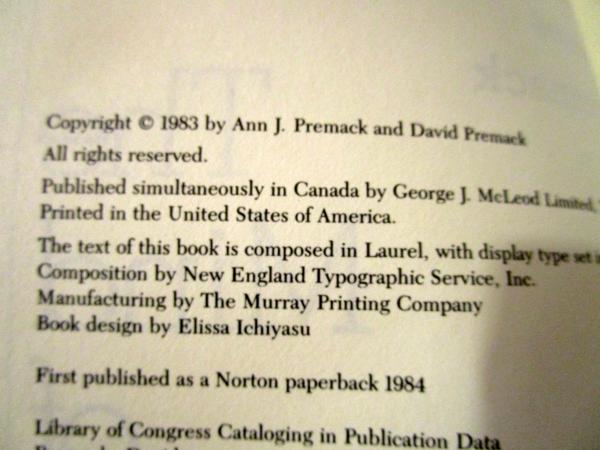 Copyright © 1983 by Ann J. Premack and David Premack
All rights reserved.
Published simultaneously in Canada by George J. McLeod Limited,
Printed in the United States of America.
The text of this book is composed in Laurel, with display type set
Composition by New England Typographic Service, Inc.
Manufacturing by The Murray Printing Company
Book design by Elissa Ichiyasu
First published as a Norton paperback 1984
Library of Congress Cataloging in Publication Data